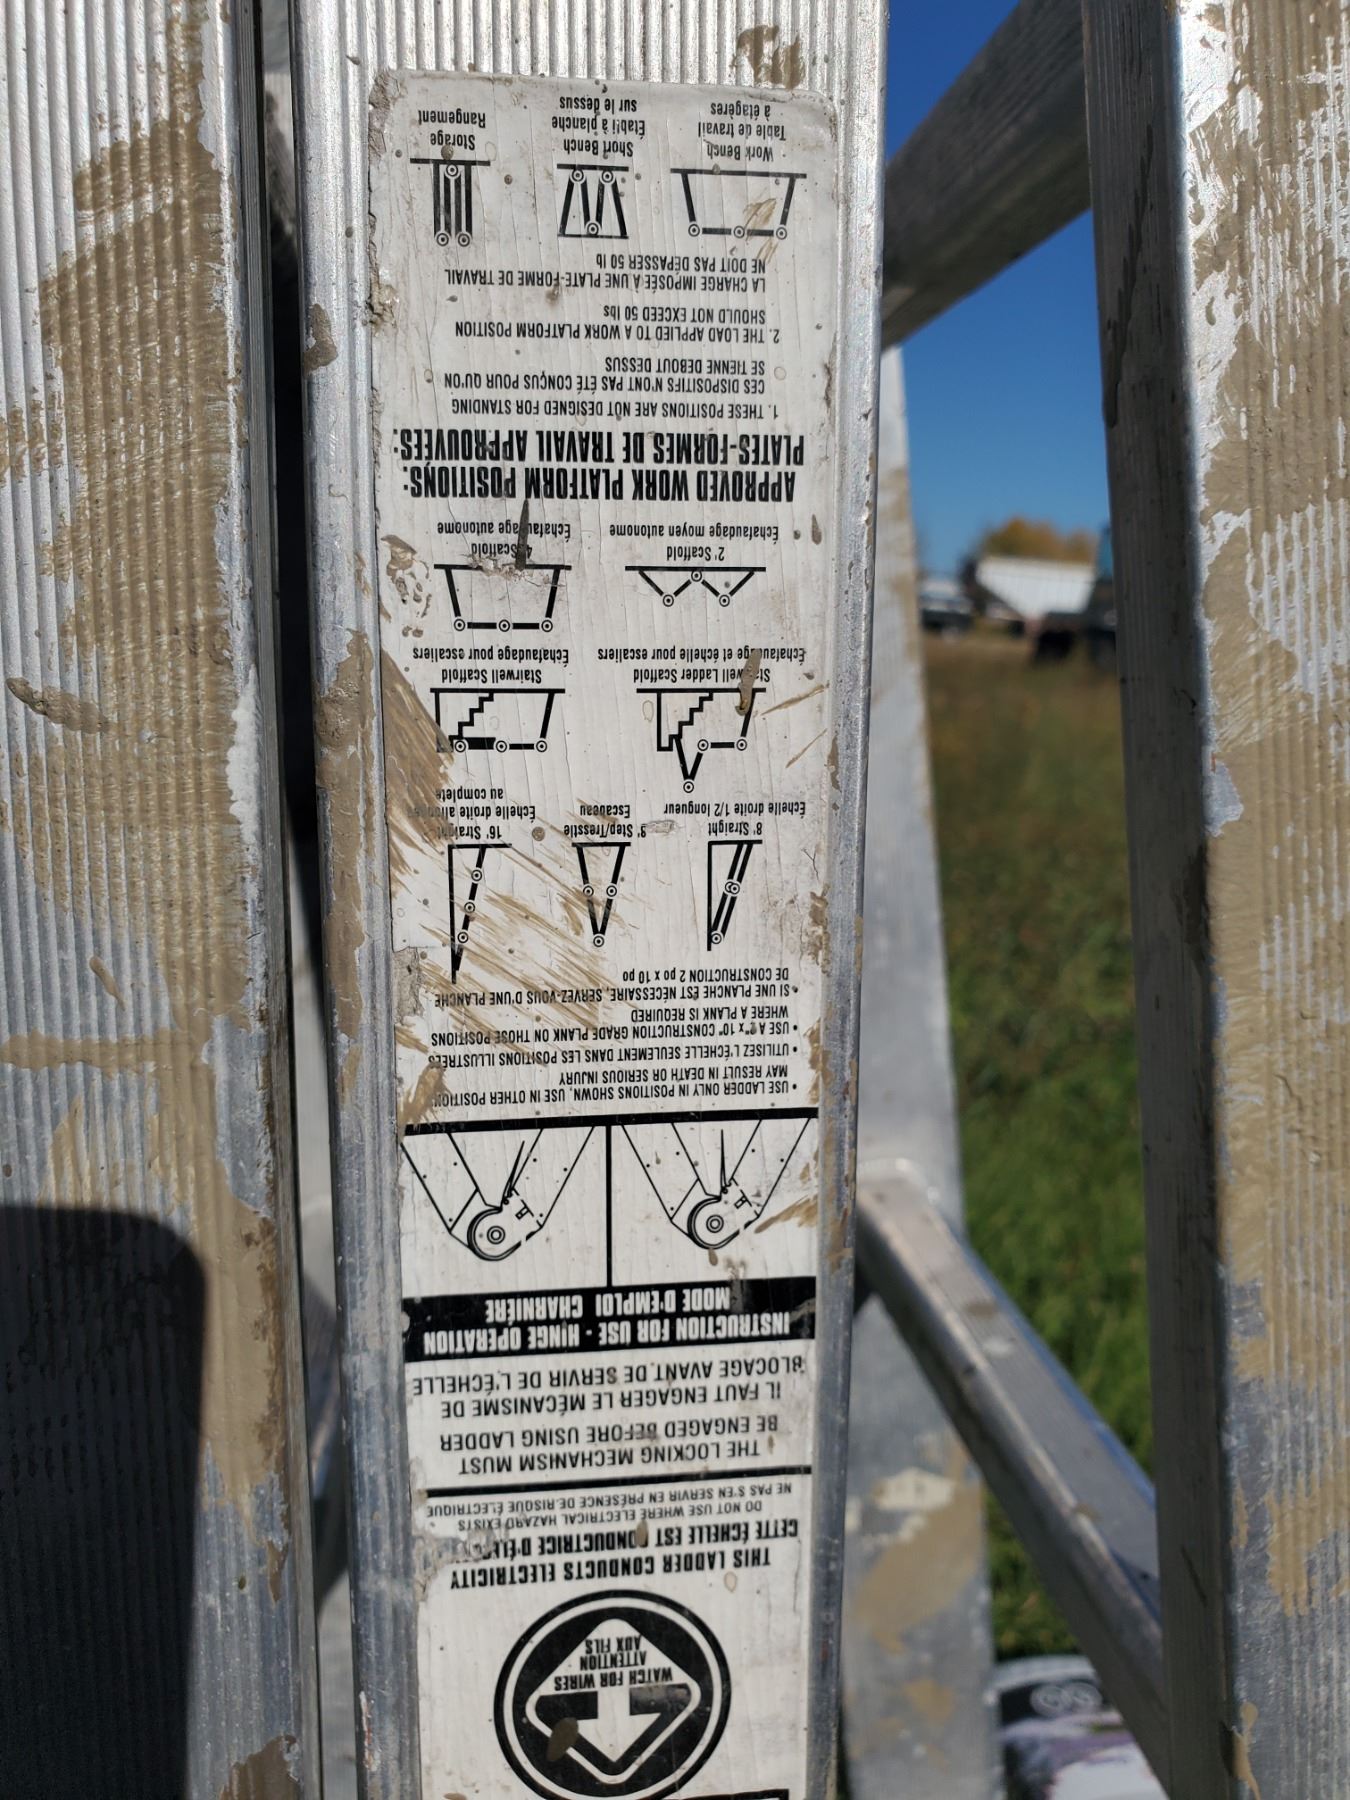 WATCH FOR WIRES
ATTENTION
AUX FILS
THIS LADDER CONDUCTS ELECTRICITY
CETTE ÉCHELLE EST CONDUCTRICE
DO NOT USE WHERE ELECTRICAL HAZARD EXISTS
NE PAS S'EN SERVIR EN PRÉSENCE DE RISQUE ÉLECTRIQUE
THE LOCKING MECHANISM MUST
BE ENGAGED BEFORE USING LADDER
IL FAUT ENGAGER LE MÉCANISME DE
BLOCAGE AVANT DE SERVIR DE L'ÉCHELLE
INSTRUCTION FOR USE - HINGE OPERATION
MODE D'EMPLOI CHARNIÈRE
• USE LADDER ONLY IN POSITIONS SHOWN, USE IN OTHER POSITION
MAY RESULT IN DEATH OR SERIOUS INJURY
• UTILISEZ L'ÉCHELLE SEULEMENT DANS LES POSITIONS ILLUSTRÉES
• USE A 2" x 10" CONSTRUCTION GRADE PLANK ON THOSE POSITIONS
WHERE A PLANK IS REQUIRED
• SI UNE PLANCHE EST NÉCESSAIRE, SERVEZ-VOUS D'UNE PLANCHE
DE CONSTRUCTION 2 po x 10 po
8' Straight
Échelle droite 1/2 longueur
9' Step/Tresstle
Escabeau
16' Straight
Échelle droite
au complete
Stairwell Ladder Scaffold
Échafaudage et échelle pour escaliers
Stairwell Scaffold
Échafaudage pour escaliers
2' Scaffold
Échafaudage moyen autonome
4' Scaffold
Échafaudage autonome
APPROVED WORK PLATFORM POSITIONS:
PLATES-FORMES DE TRAVAIL APPROUVÉES:
1. THESE POSITIONS ARE NOT DESIGNED FOR STANDING
CES DISPOSITIFS N'ONT PAS ÉTÉ CONÇUS POUR QU'ON
SE TIENNE DEBOUT DESSUS
2. THE LOAD APPLIED TO A WORK PLATFORM POSITION
SHOULD NOT EXCEED 50 lbs
LA CHARGE IMPOSÉE À UNE PLATE-FORME DE TRAVAIL
NE DOIT PAS DÉPASSER 50 lb
Work Bench
Table de travail
à étagères
Short Bench
Établi à planche
sur le dessus
Storage
Rangement